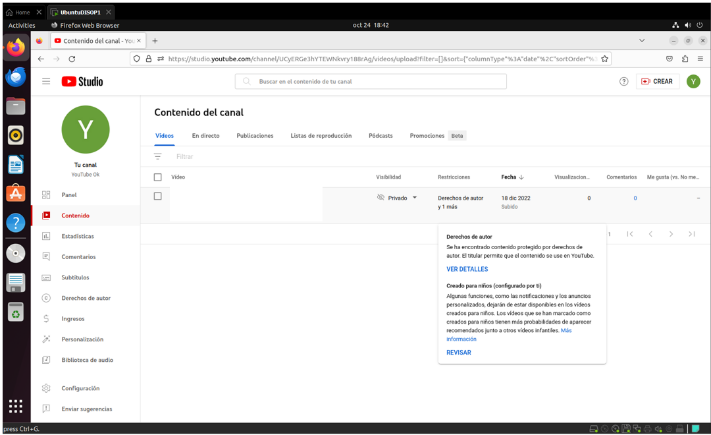 Home
UbuntuDISOP1
Activities
Firefox Web Browser
oct 24 18:42
Contenido del canal - Yo
https://studio.youtube.com/channel/UCyERGe3hYTEWNkvry1BBrAg/videos/upload?filter=[]&sort={"columnType"%3A"date"%2C"sortOrder"%
Studio
Buscar en el contenido de tu canal
CREAR
Y
Y
Tu canal
YouTube Ok
Panel
Contenido
Estadísticas
Comentarios
Subtítulos
Derechos de autor
Ingresos
Personalización
Biblioteca de audio
Configuración
Enviar sugerencias
Contenido del canal
Vídeos
En directo
Publicaciones
Listas de reproducción
Pódcasts
Promociones
Beta
Filtrar
Vídeo
Visibilidad
Restricciones
Fecha
Visualizacion...
Comentarios
Me gusta (vs. No me...
Privado
Derechos de autor
y 1 más
18 dic 2022
Subido
0
0
–
Derechos de autor
Se ha encontrado contenido protegido por derechos de
autor. El titular permite que el contenido se use en YouTube.
VER DETALLES
Creado para niños (configurado por ti)
Algunas funciones, como las notificaciones y los anuncios
personalizados, dejarán de estar disponibles en los vídeos
creados para niños. Los vídeos que se han marcado como
creados para niños tienen más probabilidades de aparecer
recomendados junto a otros vídeos infantiles. Más
información
REVISAR
press Ctrl+G.